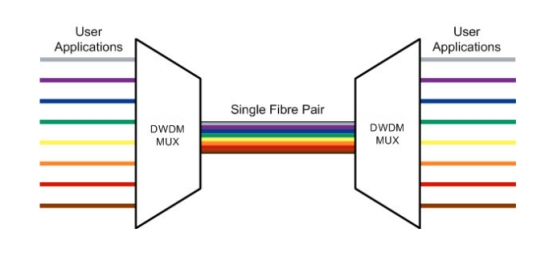 User
Applications
User
Applications
Single Fibre Pair
DWDM
MUX
DWDM
MUX